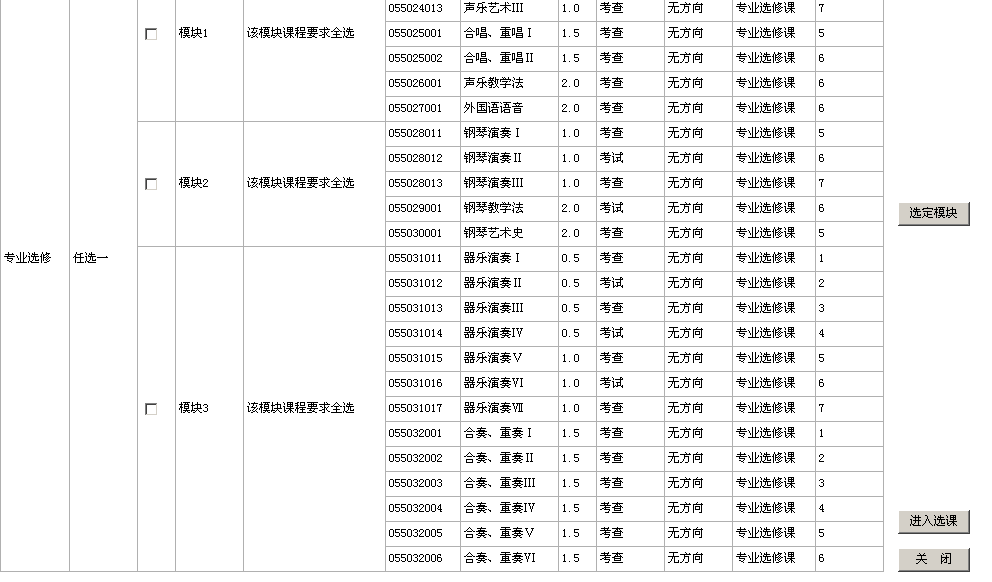 055024013 声乐艺术III 1.0 考查 无方向 专业选修课 7
模块1 该模块课程要求全选 055025001 合唱、重唱Ⅰ 1.5 考查 无方向 专业选修课 5
055025002 合唱、重唱Ⅱ 1.5 考查 无方向 专业选修课 6
055026001 声乐教学法 2.0 考查 无方向 专业选修课 6
055027001 外国语语音 2.0 考查 无方向 专业选修课 6
055028011 钢琴演奏Ⅰ 1.0 考查 无方向 专业选修课 5
055028012 钢琴演奏Ⅱ 1.0 考试 无方向 专业选修课 6
模块2 该模块课程要求全选 055028013 钢琴演奏III 1.0 考查 无方向 专业选修课 7
055029001 钢琴教学法 2.0 考试 无方向 专业选修课 6
选定模块
055030001 钢琴艺术史 2.0 考查 无方向 专业选修课 5
专业选修 任选一 055031011 器乐演奏Ⅰ 0.5 考查 无方向 专业选修课 1
055031012 器乐演奏Ⅱ 0.5 考试 无方向 专业选修课 2
055031013 器乐演奏III 0.5 考查 无方向 专业选修课 3
055031014 器乐演奏Ⅳ 0.5 考试 无方向 专业选修课 4
055031015 器乐演奏Ⅴ 1.0 考查 无方向 专业选修课 5
055031016 器乐演奏Ⅵ 1.0 考试 无方向 专业选修课 6
模块3 该模块课程要求全选 055031017 器乐演奏Ⅶ 1.0 考查 无方向 专业选修课 7
055032001 合奏、重奏Ⅰ 1.5 考查 无方向 专业选修课 1
055032002 合奏、重奏Ⅱ 1.5 考查 无方向 专业选修课 2
055032003 合奏、重奏III 1.5 考查 无方向 专业选修课 3
055032004 合奏、重奏Ⅳ 1.5 考查 无方向 专业选修课 4
进入选课
055032005 合奏、重奏Ⅴ 1.5 考查 无方向 专业选修课 5
055032006 合奏、重奏Ⅵ 1.5 考查 无方向 专业选修课 6
关 闭